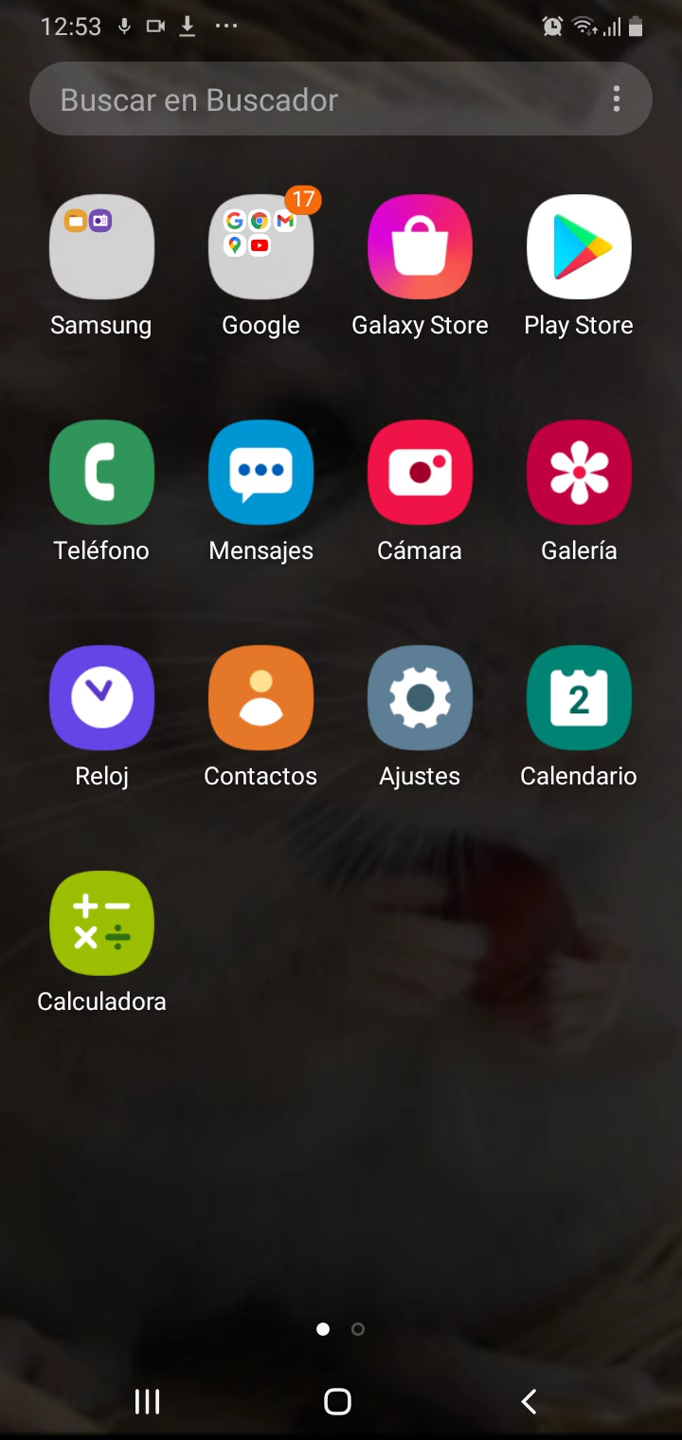 12:53
Buscar en Buscador
17
Samsung Google Galaxy Store Play Store
Teléfono Mensajes Cámara Galería
2
Reloj Contactos Ajustes Calendario
Calculadora